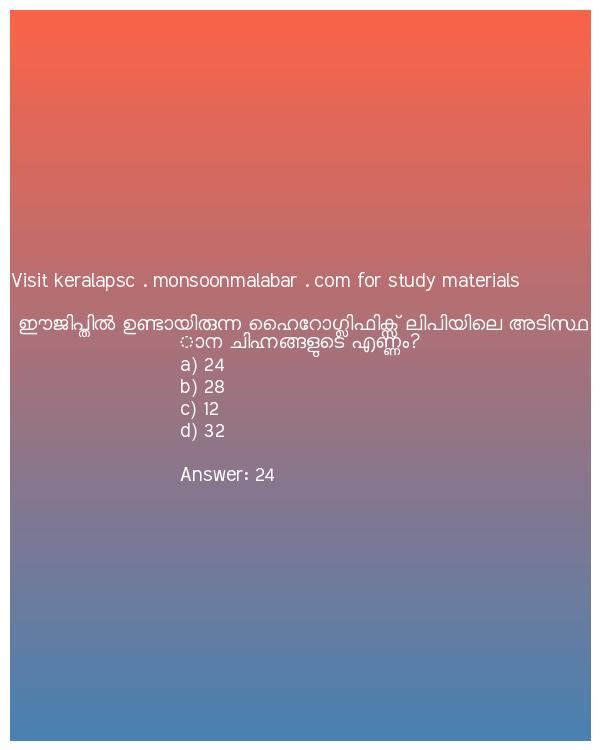 Visit keralapsc . monsoonmalabar . com for study materials
ഈജിപ്തിൽ ഉണ്ടായിരുന്ന ഹൈറോഗ്ലിഫിക്സ് ലിപിയിലെ അടിസ്ഥ
ാന ചിഹ്നങ്ങളുടെ എണ്ണം?
a) 24
b) 28
c) 12
d) 32
Answer: 24